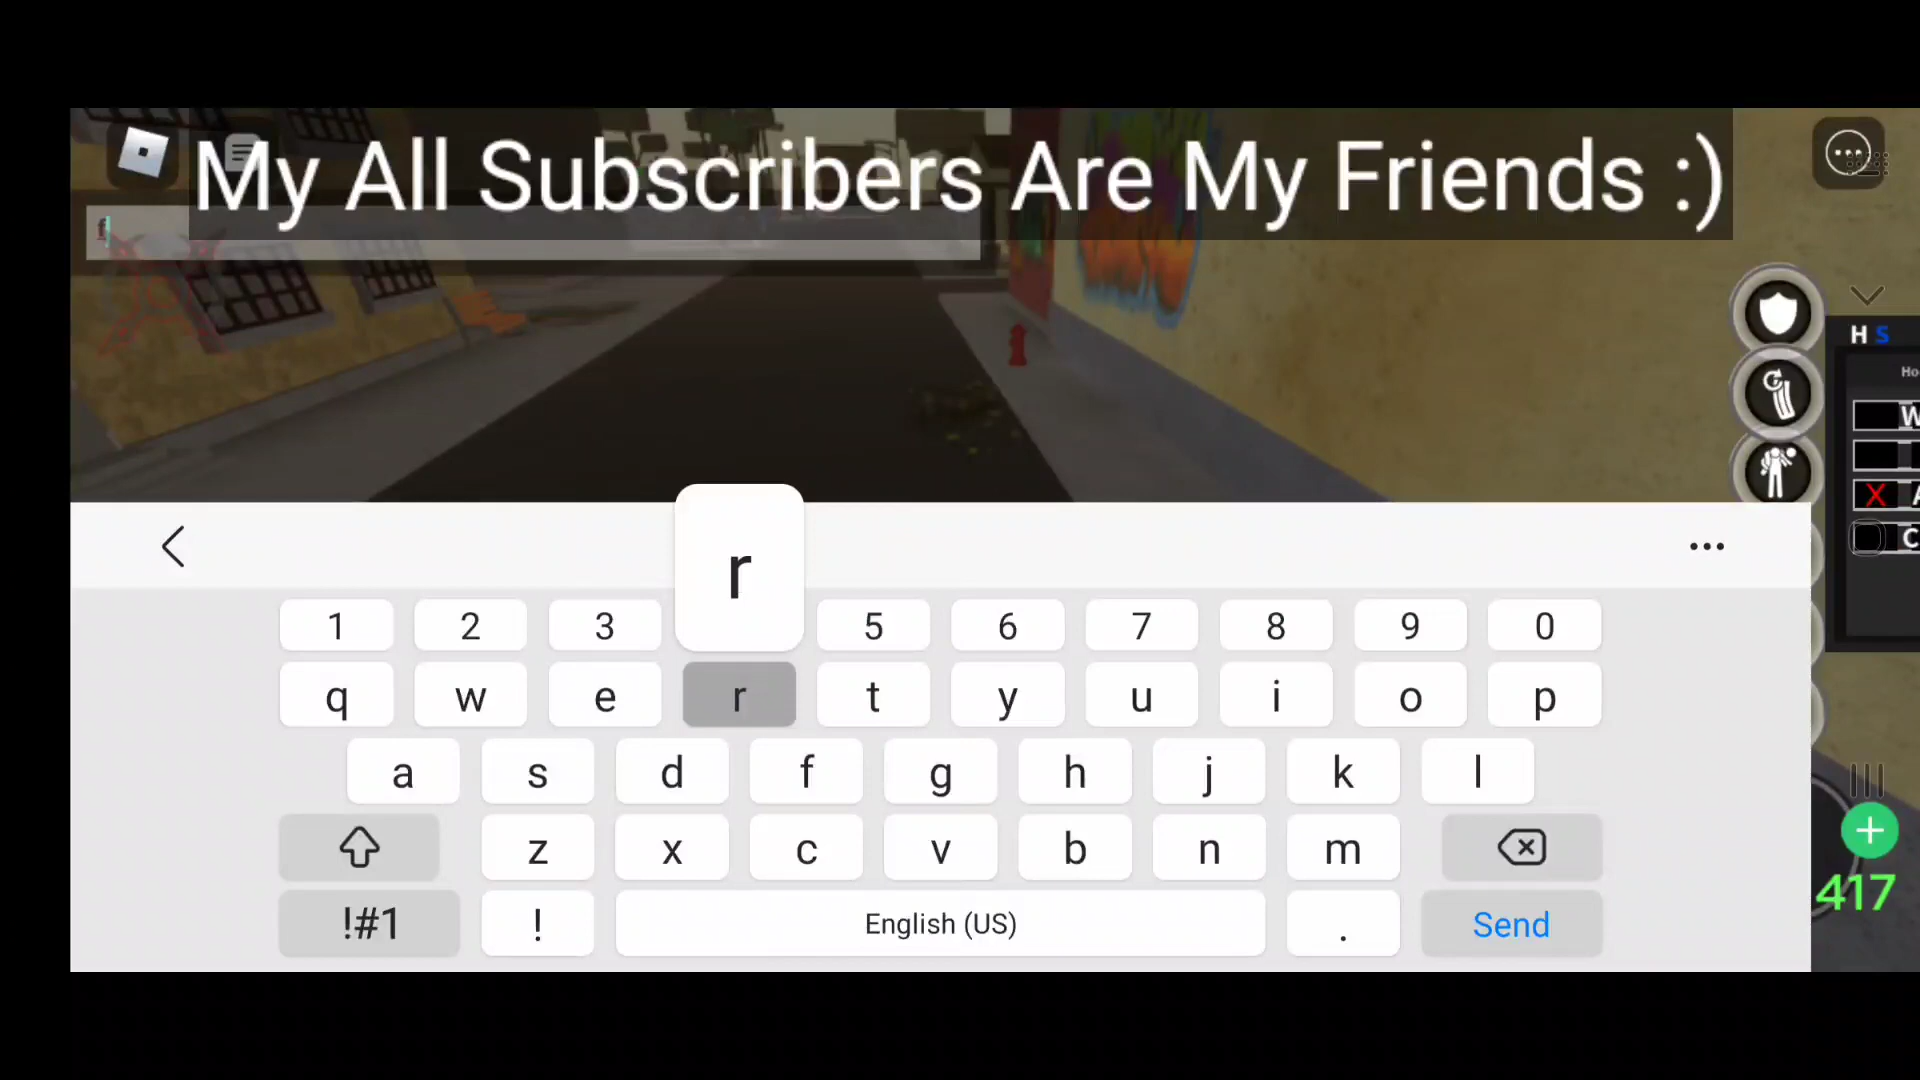 My All Subscribers Are My Friends :)
f
H S
Ho
W
X A
C
r
1 2 3 5 6 7 8 9 0
q w e r t y u i o p
a s d f g h j k l
z x c v b n m
!#1 ! English (US) . Send
417